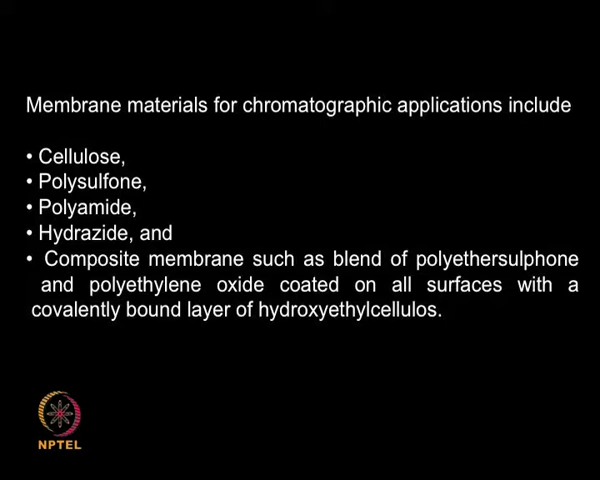 Membrane materials for chromatographic applications include
• Cellulose,
• Polysulfone,
• Polyamide,
• Hydrazide, and
• Composite membrane such as blend of polyethersulphone
and polyethylene oxide coated on all surfaces with a
covalently bound layer of hydroxyethylcellulos.
NPTEL